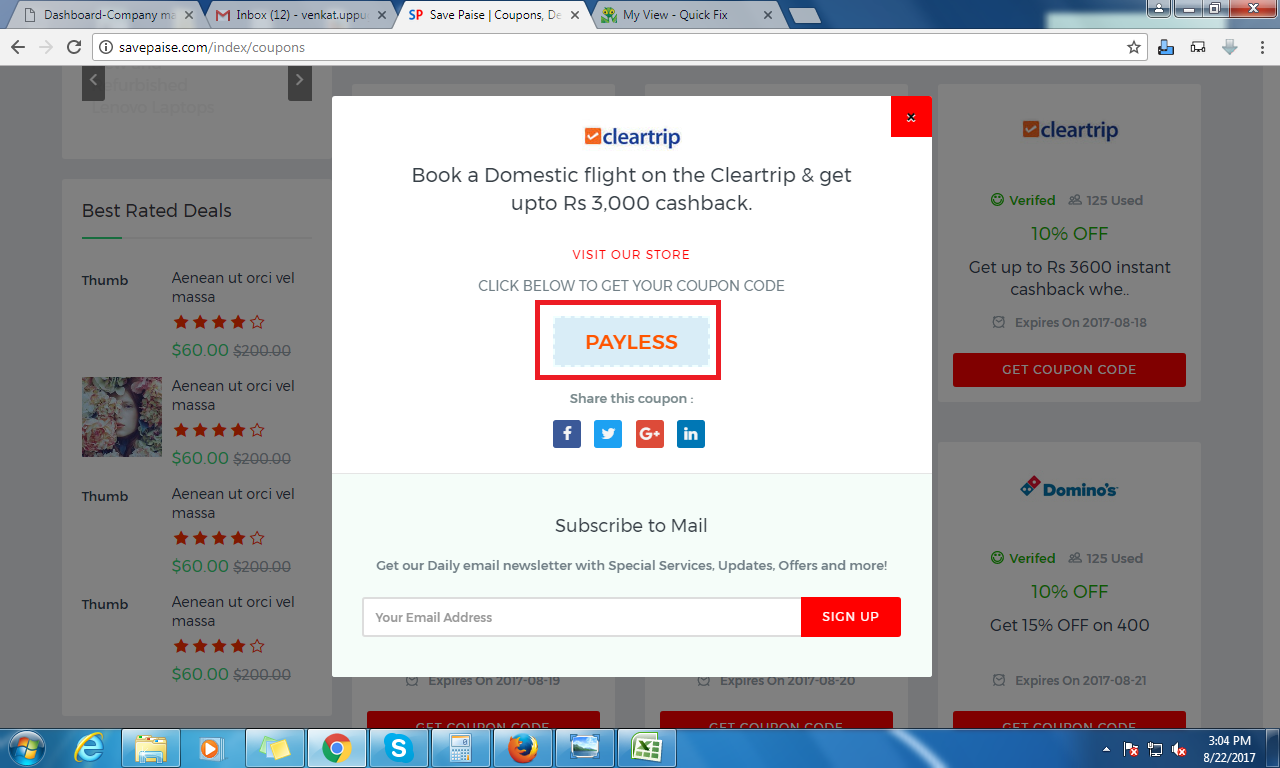 Dashboard-Company ma
Inbox (12) - venkat.uppu
Save Paise | Coupons, De
My View - Quick Fix
savepaise.com/index/coupons
Refurbished
Lenovo Laptops
Best Rated Deals
Thumb
Aenean ut orci vel
massa
$60.00 $200.00
Aenean ut orci vel
massa
$60.00 $200.00
Thumb
Aenean ut orci vel
massa
$60.00 $200.00
Thumb
Aenean ut orci vel
massa
$60.00 $200.00
cleartrip
Book a Domestic flight on the Cleartrip & get
upto Rs 3,000 cashback.
VISIT OUR STORE
CLICK BELOW TO GET YOUR COUPON CODE
PAYLESS
Share this coupon :
Subscribe to Mail
Get our Daily email newsletter with Special Services, Updates, Offers and more!
Your Email Address
SIGN UP
Expires On 2017-08-19
GET COUPON CODE
Expires On 2017-08-20
GET COUPON CODE
cleartrip
Verifed 125 Used
10% OFF
Get up to Rs 3600 instant
cashback whe..
Expires On 2017-08-18
GET COUPON CODE
Domino's
Verifed 125 Used
10% OFF
Get 15% OFF on 400
Expires On 2017-08-21
GET COUPON CODE
3:04 PM
8/22/2017